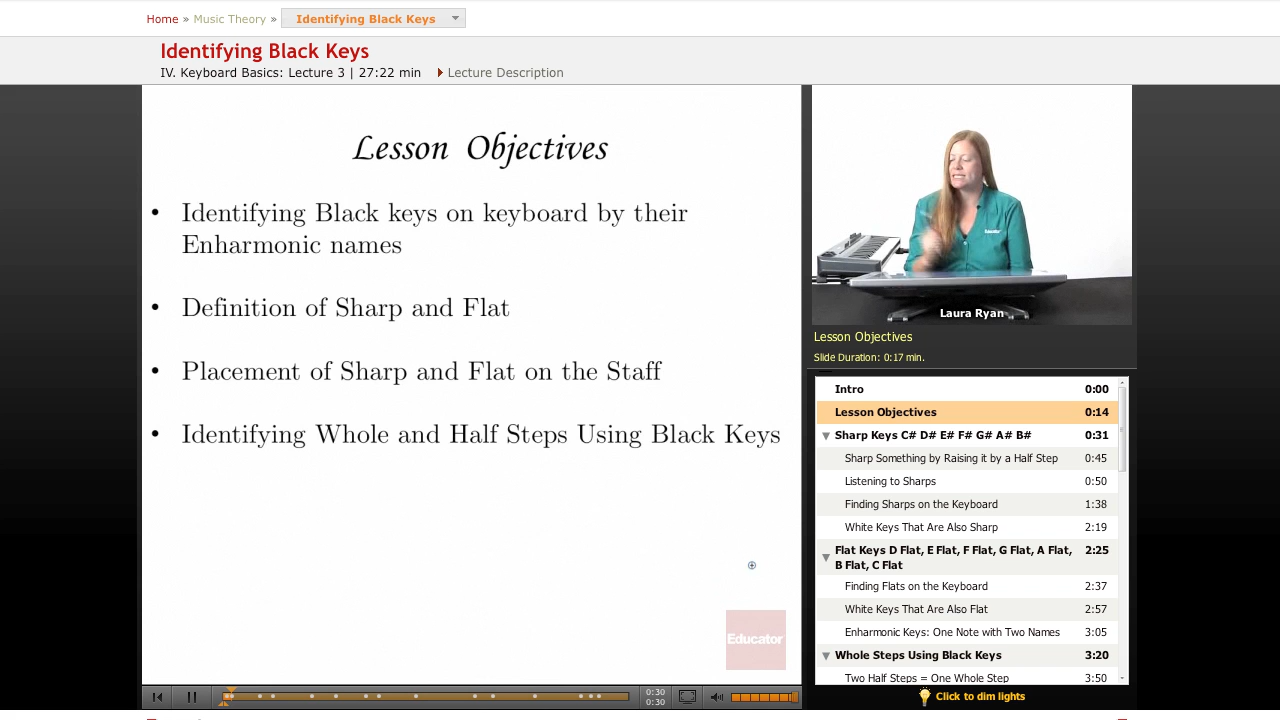 Home » Music Theory » Identifying Black Keys
Identifying Black Keys
IV. Keyboard Basics: Lecture 3 | 27:22 min Lecture Description
Lesson Objectives
• Identifying Black keys on keyboard by their
Enharmonic names
• Definition of Sharp and Flat
• Placement of Sharp and Flat on the Staff
• Identifying Whole and Half Steps Using Black Keys
Educator
0:30
0:30
Educator
Laura Ryan
Lesson Objectives
Slide Duration: 0:17 min.
Intro 0:00
Lesson Objectives 0:14
Sharp Keys C# D# E# F# G# A# B# 0:31
Sharp Something by Raising it by a Half Step 0:45
Listening to Sharps 0:50
Finding Sharps on the Keyboard 1:38
White Keys That Are Also Sharp 2:19
Flat Keys D Flat, E Flat, F Flat, G Flat, A Flat, 2:25
B Flat, C Flat
Finding Flats on the Keyboard 2:37
White Keys That Are Also Flat 2:57
Enharmonic Keys: One Note with Two Names 3:05
Whole Steps Using Black Keys 3:20
Two Half Steps = One Whole Step 3:50
Click to dim lights